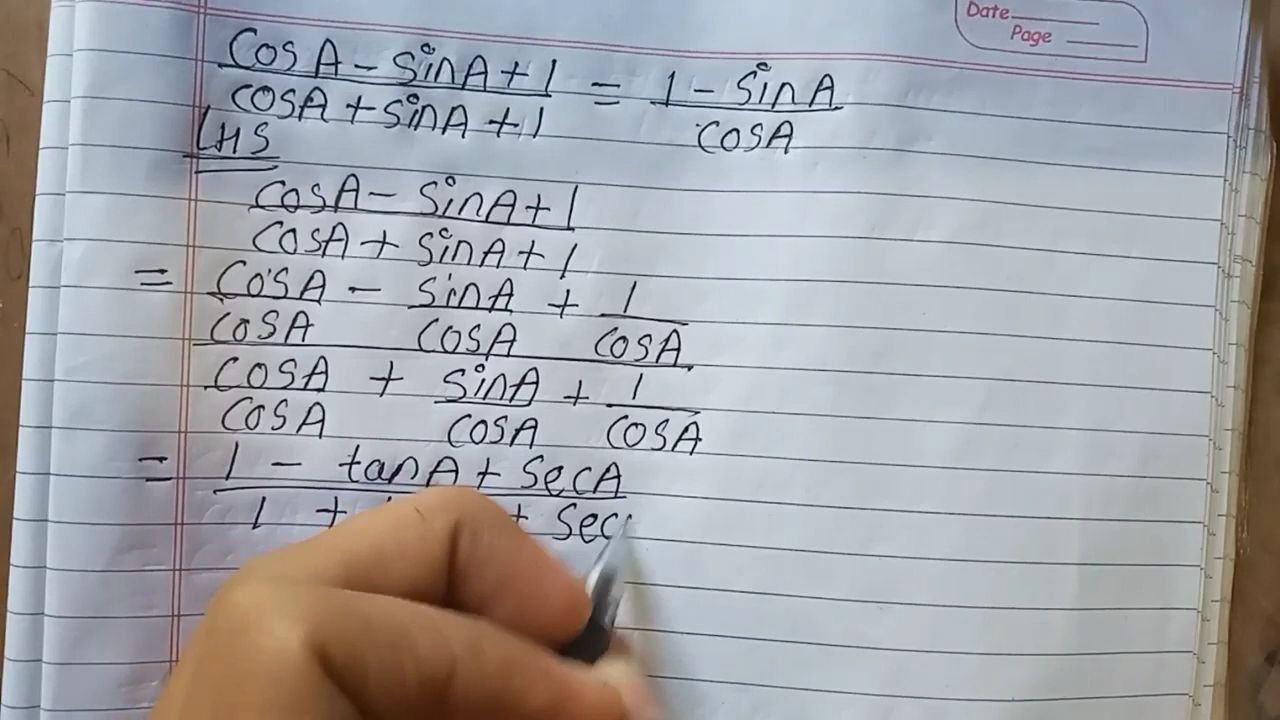 Date
Page
cosA - sinA + 1 = 1 - sinA
cosA + sinA + 1 cosA
LHS
cosA - sinA + 1
cosA + sinA + 1
= cosA - sinA + 1
cosA cosA cosA
cosA + sinA + 1
cosA cosA cosA
= 1 - tanA + secA
1 + + sec